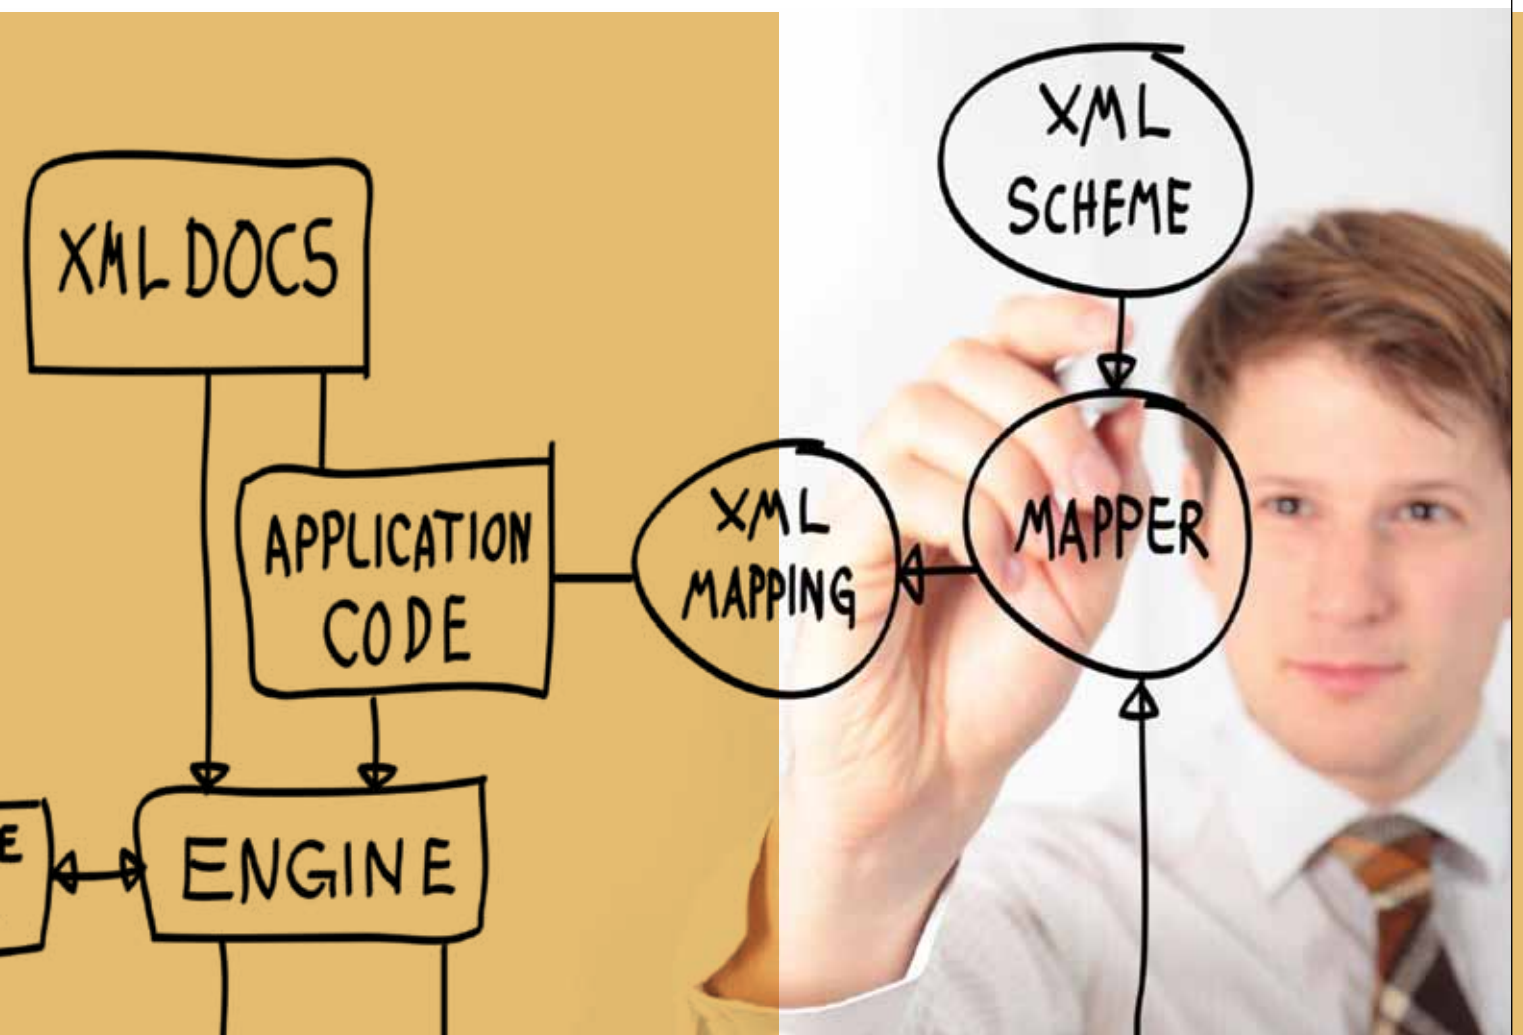 XML
SCHEME
XML DOCS
XML
MAPPING
MAPPER
APPLICATION
CODE
E
ENGINE